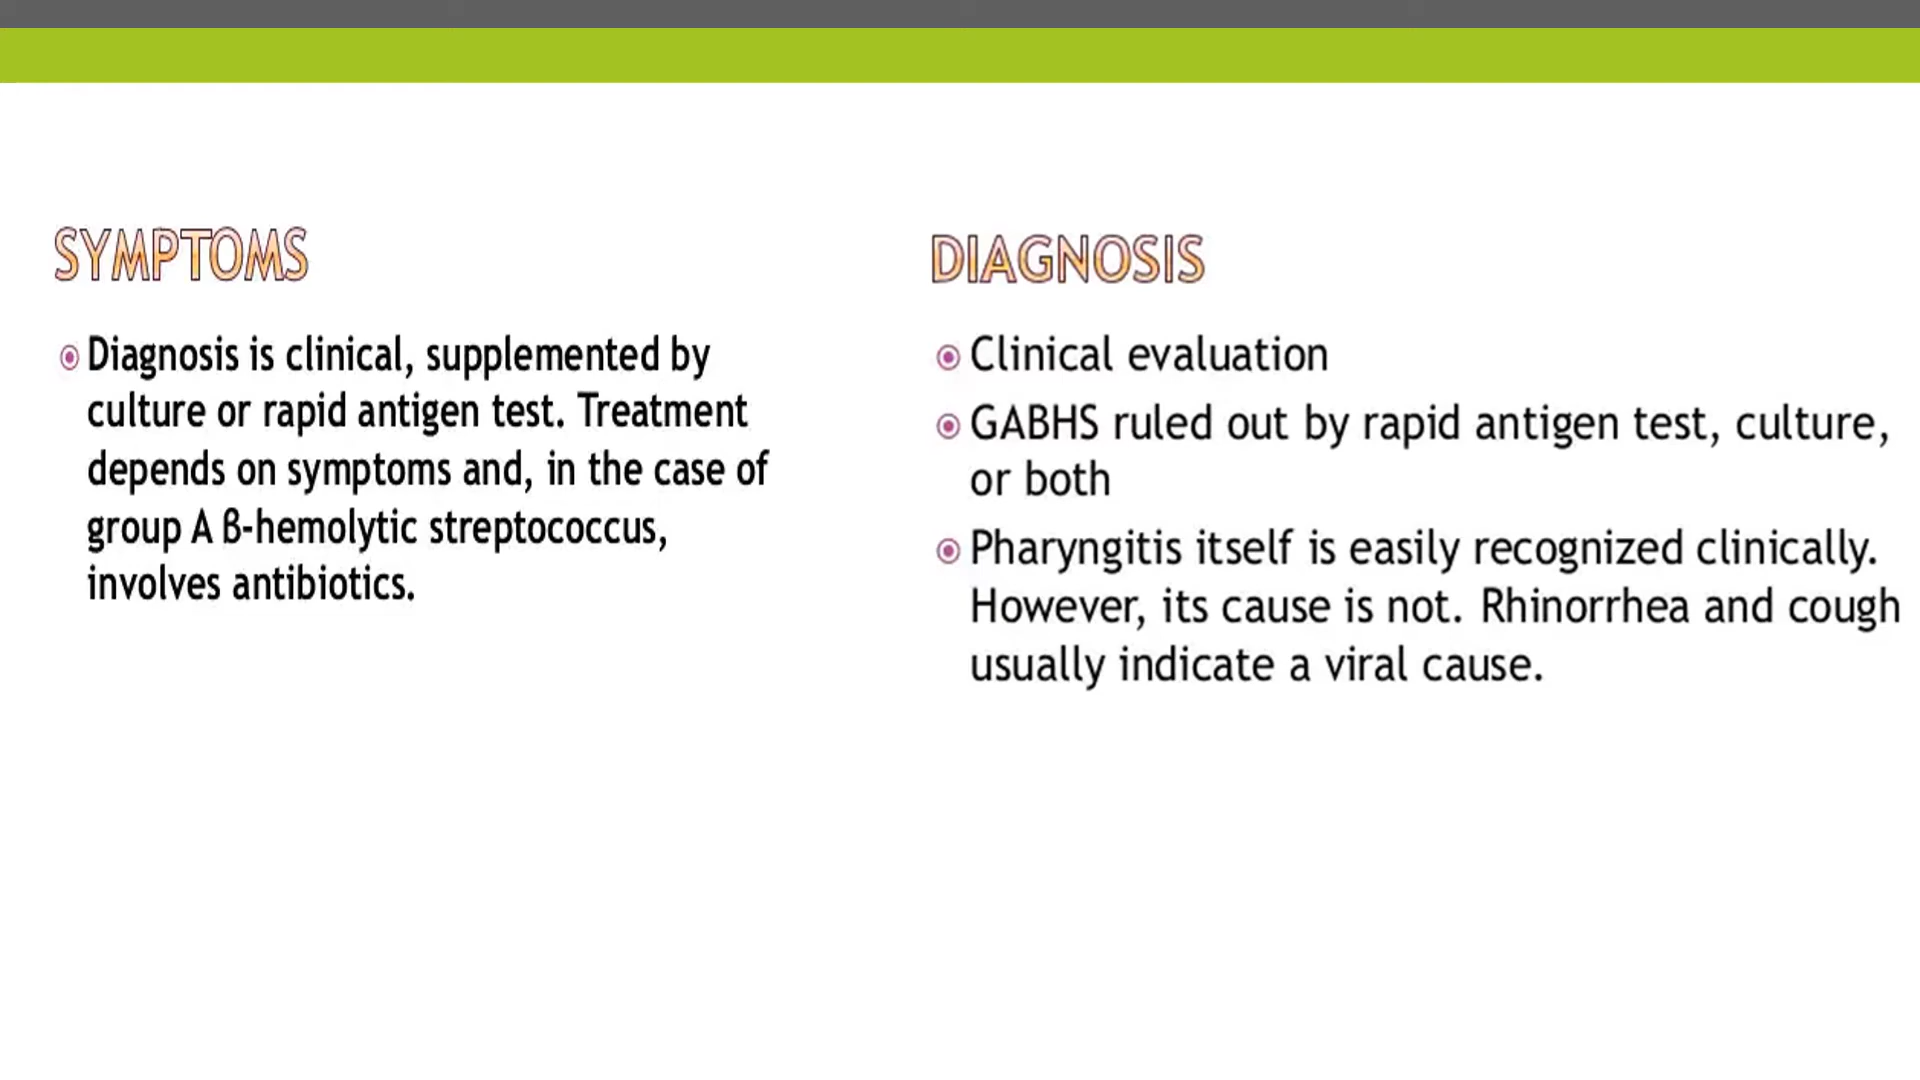 SYMPTOMS
Diagnosis is clinical, supplemented by
culture or rapid antigen test. Treatment
depends on symptoms and, in the case of
group A β-hemolytic streptococcus,
involves antibiotics.
DIAGNOSIS
Clinical evaluation
GABHS ruled out by rapid antigen test, culture,
or both
Pharyngitis itself is easily recognized clinically.
However, its cause is not. Rhinorrhea and cough
usually indicate a viral cause.